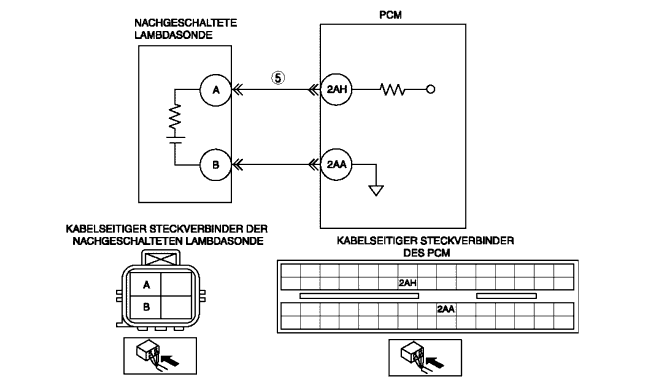 NACHGESCHALTETE
LAMBDASONDE
PCM
A
5
2AH
B
2AA
KABELSEITIGER STECKVERBINDER DER
NACHGESCHALTETEN LAMBDASONDE
KABELSEITIGER STECKVERBINDER
DES PCM
A
B
2AH
2AA